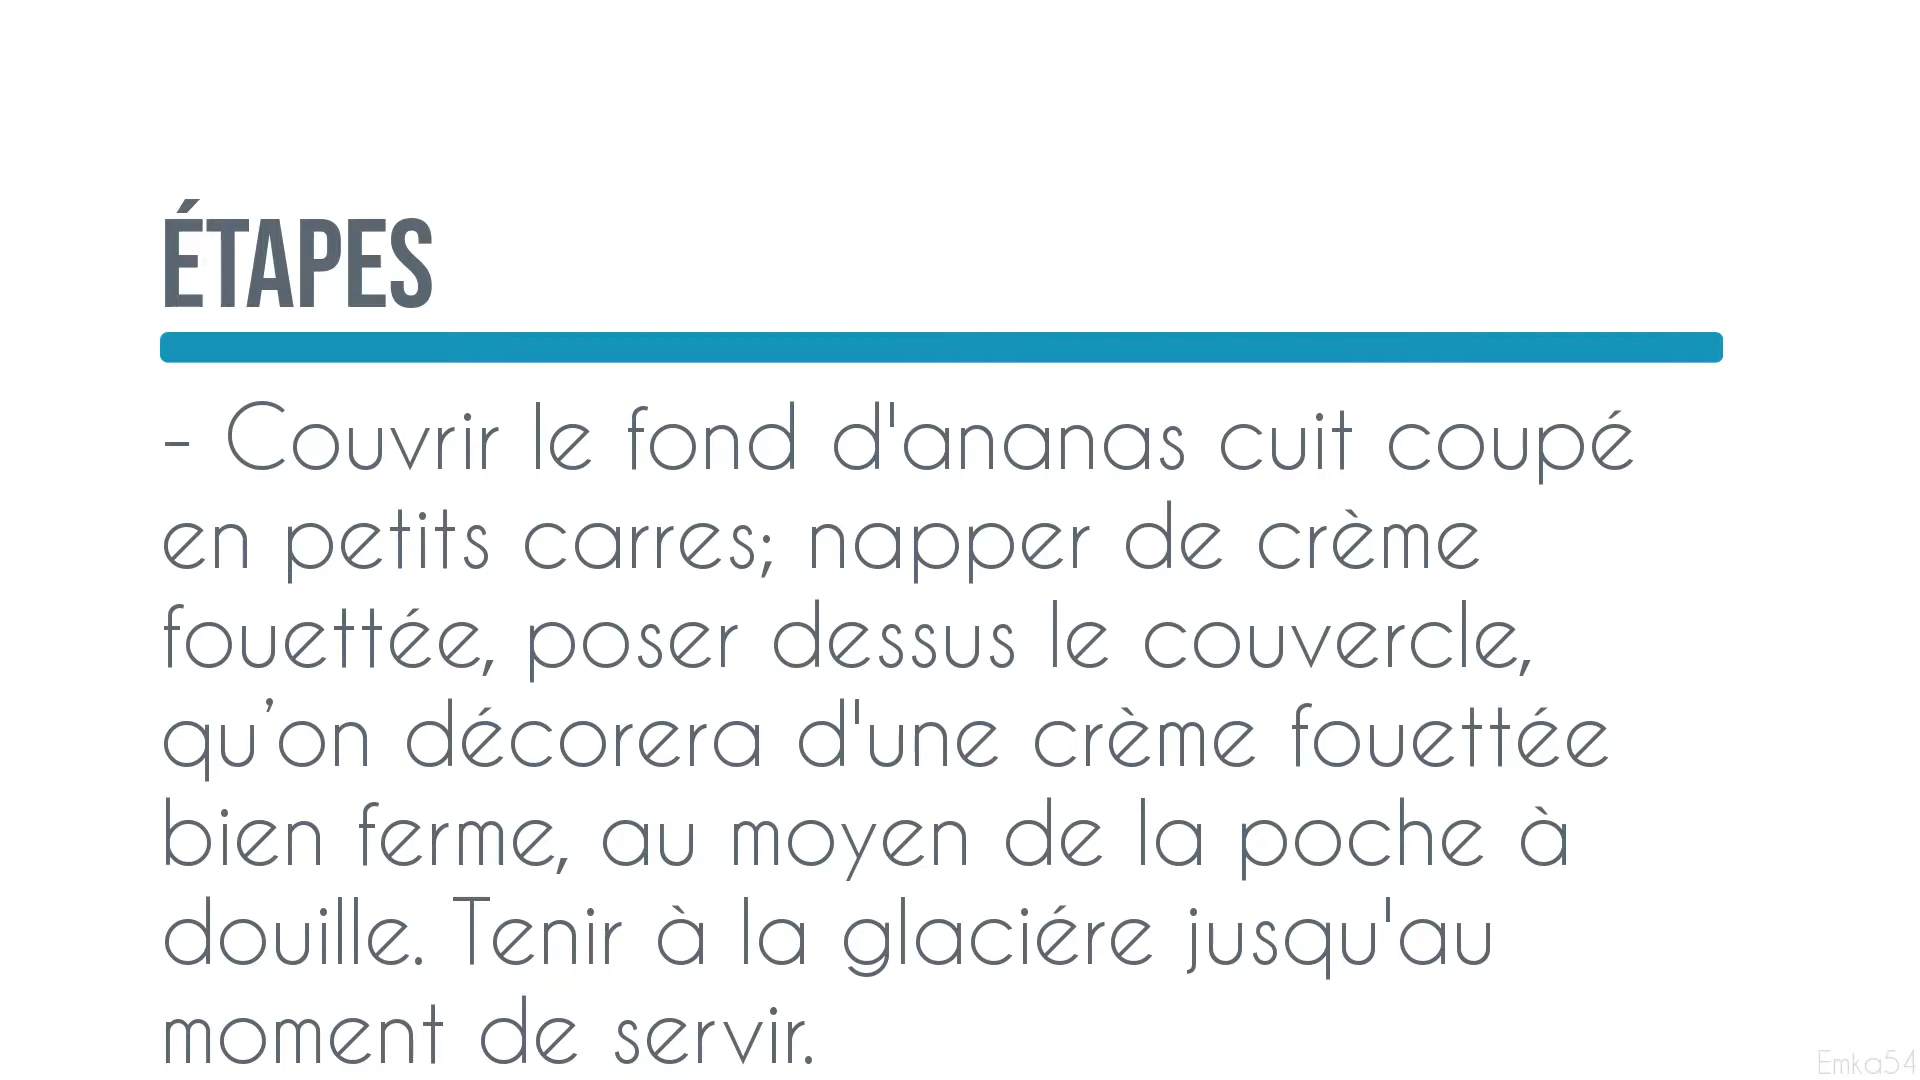 ÉTAPES
- Couvrir le fond d'ananas cuit coupé
en petits carres; napper de crème
fouettée, poser dessus le couvercle,
qu’on décorera d'une crème fouettée
bien ferme, au moyen de la poche à
douille. Tenir à la glaciére jusqu'au
moment de servir.
Emka54